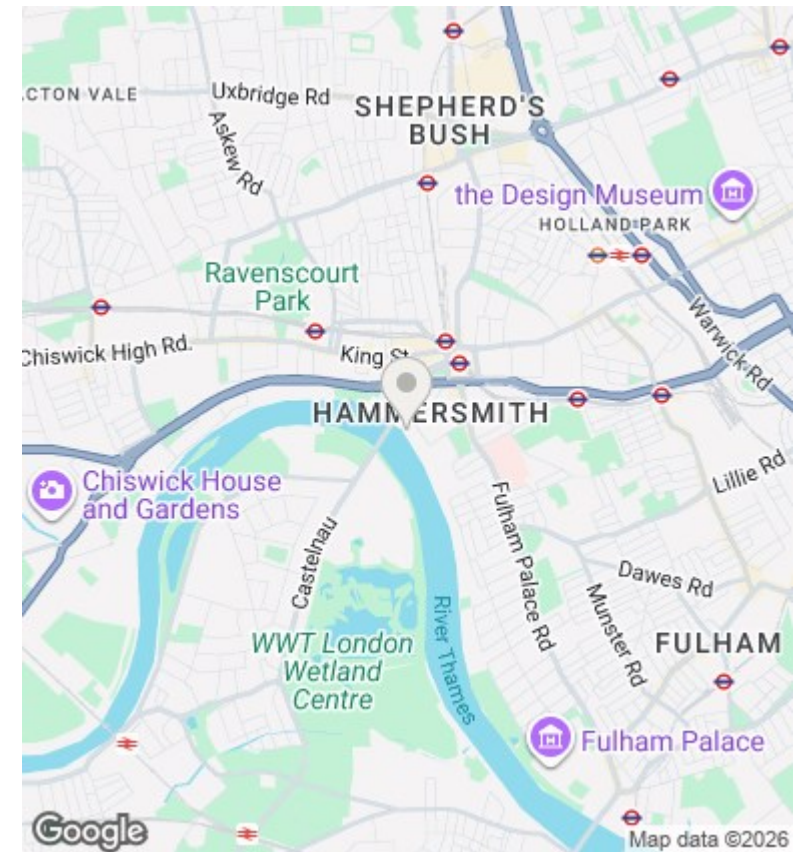 ACTON VALE
Uxbridge Rd
Askew Rd
SHEPHERD'S
BUSH
the Design Museum
HOLLAND PARK
Ravenscourt
Park
Warwick Rd
Chiswick High Rd.
King St
HAMMERSMITH
Chiswick House
and Gardens
Lillie Rd
Fulham Palace Rd
Castelnau
Dawes Rd
Munster Rd
River Thames
WWT London
Wetland
Centre
FULHAM
Fulham Palace
Google
Map data ©2026